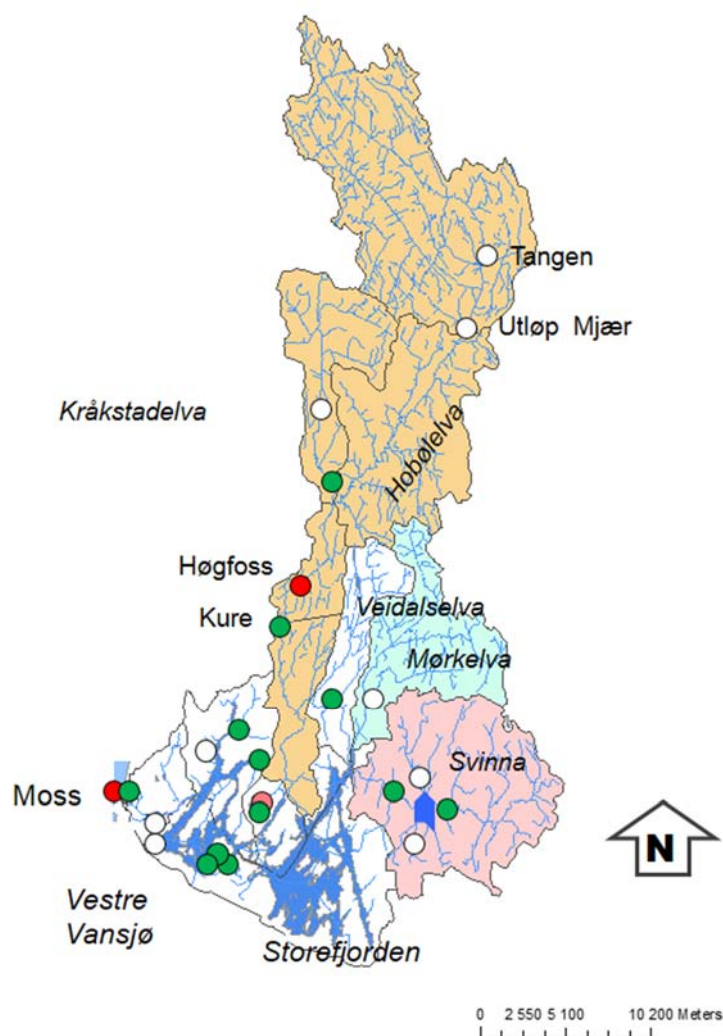 Tangen
Utløp Mjær
Kråkstadelva
Hobølelva
Høgfoss
Kure
Veidalselva
Mørkelva
Svinna
Moss
N
Vestre
Vansjø
Storefjorden
0 2 550 5 100 10 200 Meters